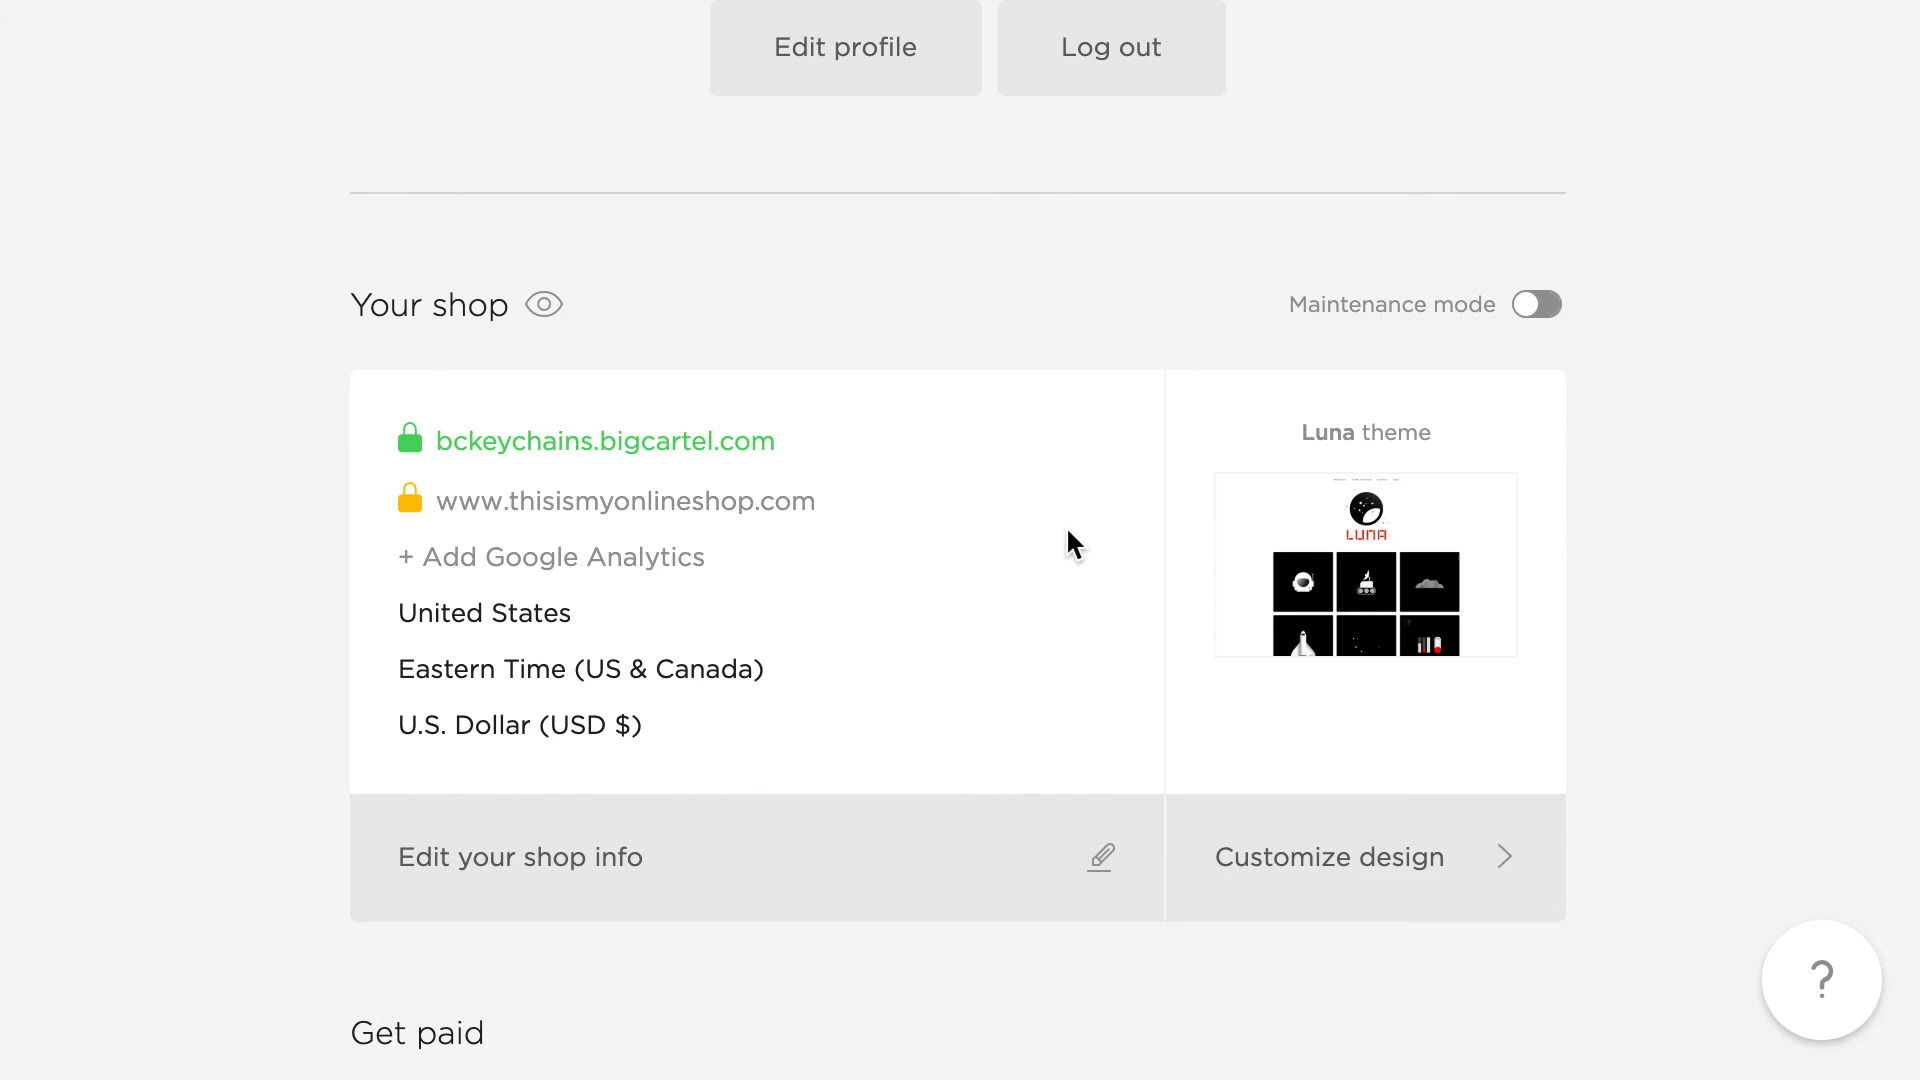 Edit profile
Log out
Your shop
Maintenance mode
bckeychains.bigcartel.com
www.thisismyonlineshop.com
+ Add Google Analytics
United States
Eastern Time (US & Canada)
U.S. Dollar (USD $)
Luna theme
LUNA
Edit your shop info
Customize design
?
Get paid